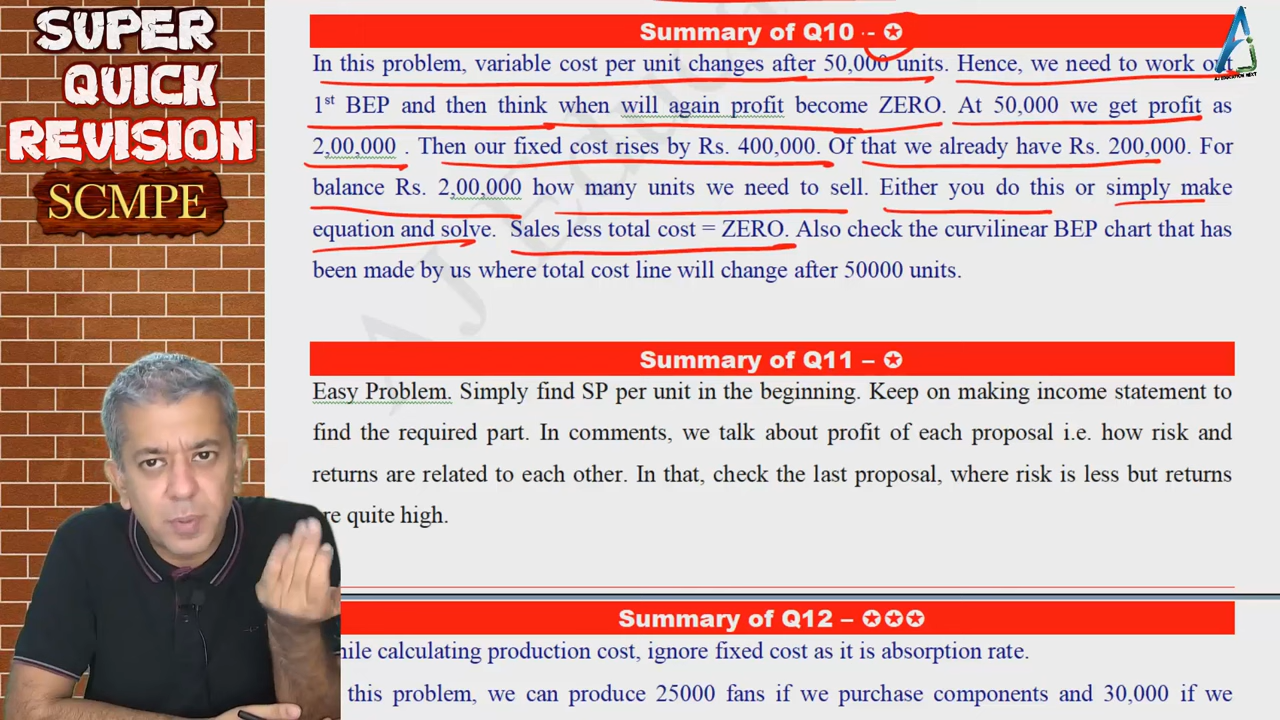 SUPER
QUICK
REVISION
SCMPE
Summary of Q10 - ✪
In this problem, variable cost per unit changes after 50,000 units. Hence, we need to work out
1st BEP and then think when will again profit become ZERO. At 50,000 we get profit as
2,00,000 . Then our fixed cost rises by Rs. 400,000. Of that we already have Rs. 200,000. For
balance Rs. 2,00,000 how many units we need to sell. Either you do this or simply make
equation and solve. Sales less total cost = ZERO. Also check the curvilinear BEP chart that has
been made by us where total cost line will change after 50000 units.
Summary of Q11 – ✪
Easy Problem. Simply find SP per unit in the beginning. Keep on making income statement to
find the required part. In comments, we talk about profit of each proposal i.e. how risk and
returns are related to each other. In that, check the last proposal, where risk is less but returns
quite high.
Summary of Q12 – ✪✪✪
calculating production cost, ignore fixed cost as it is absorption rate.
this problem, we can produce 25000 fans if we purchase components and 30,000 if we
AJ EDUCATION NEXT